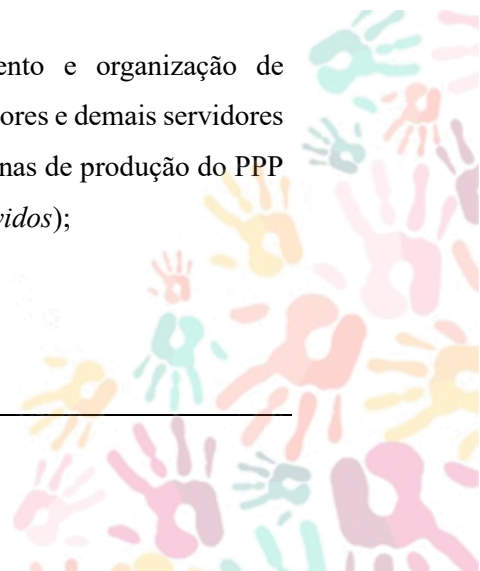 ento e organização de
ores e demais servidores
nas de produção do PPP
vidos);